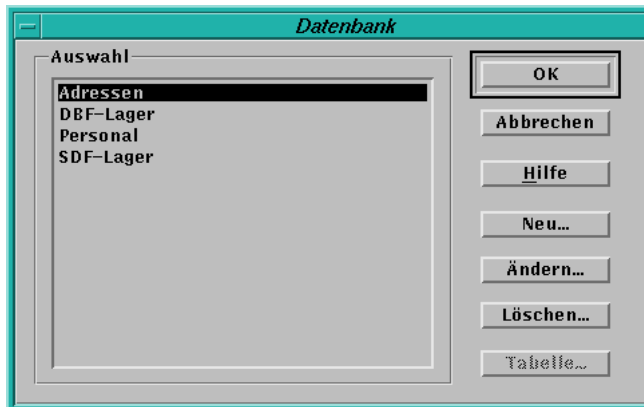 Datenbank
Auswahl
Adressen
DBF-Lager
Personal
SDF-Lager
OK
Abbrechen
Hilfe
Neu...
Ändern...
Löschen...
Tabelle...